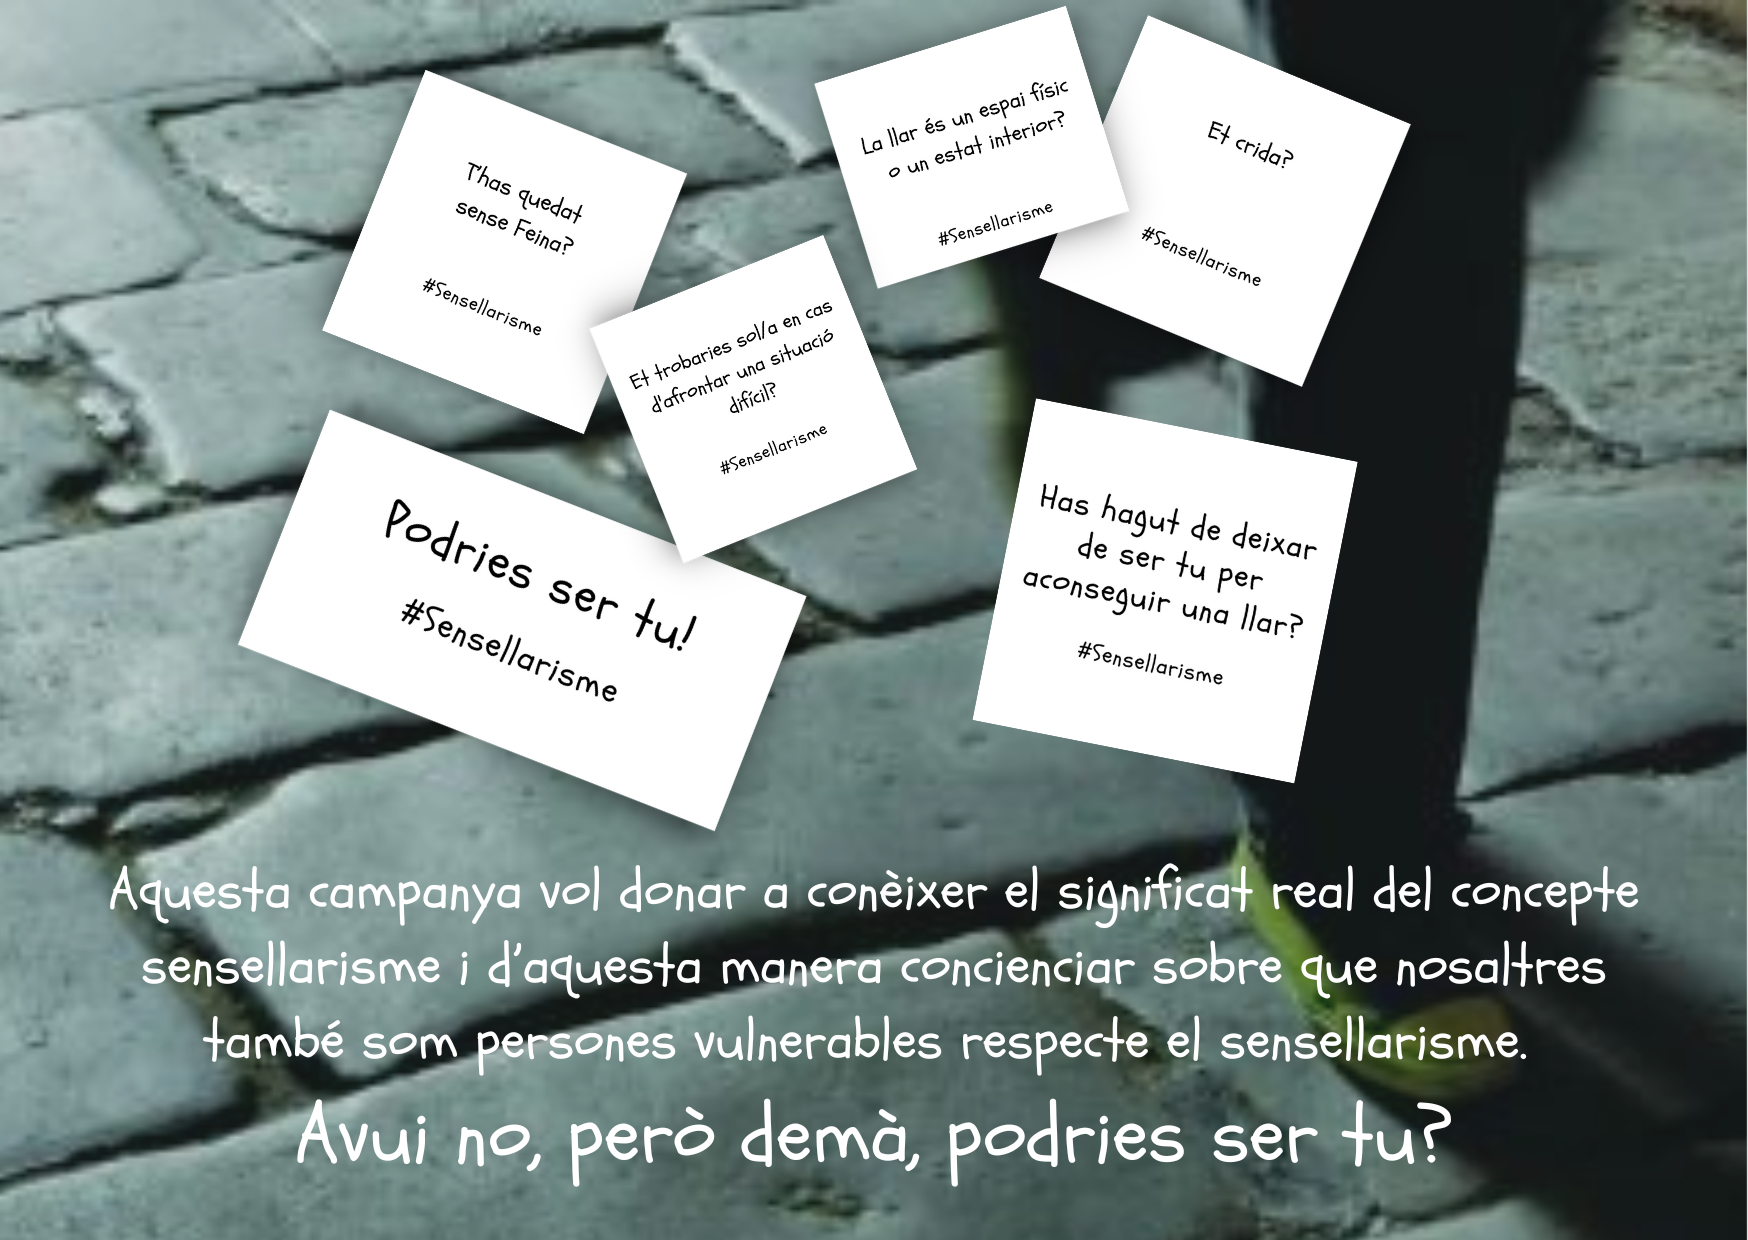 T'has quedat
sense Feina?
#Sensellarisme
La llar és un espai físic
o un estat interior?
#Sensellarisme
Et crida?
#Sensellarisme
Et trobaries sol/a en cas
d'afrontar una situació
difícil?
#Sensellarisme
Podries ser tu!
#Sensellarisme
Has hagut de deixar
de ser tu per
aconseguir una llar?
#Sensellarisme
Aquesta campanya vol donar a conèixer el significat real del concepte
sensellarisme i d'aquesta manera concienciar sobre que nosaltres
també som persones vulnerables respecte el sensellarisme.
Avui no, però demà, podries ser tu?